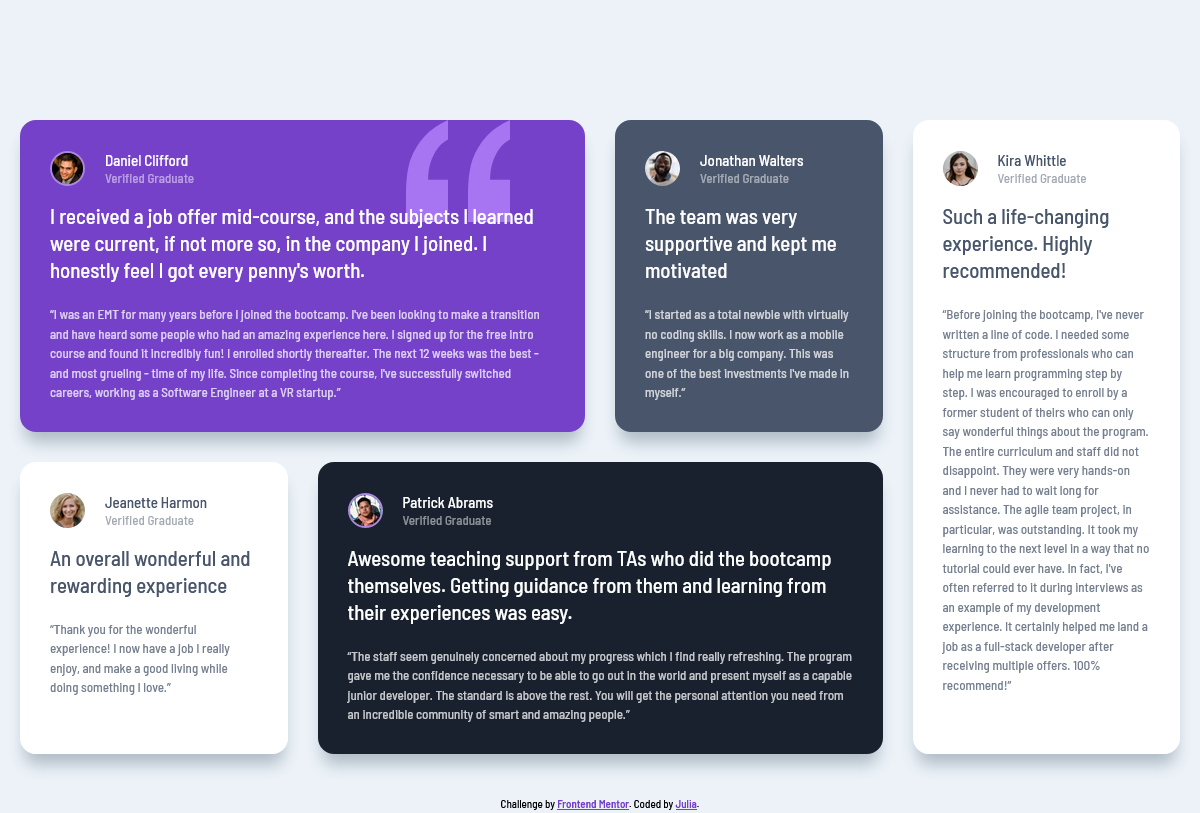 Daniel Clifford
Verified Graduate
I received a job offer mid-course, and the subjects I learned
were current, if not more so, in the company I joined. I
honestly feel I got every penny's worth.
“I was an EMT for many years before I joined the bootcamp. I've been looking to make a transition
and have heard some people who had an amazing experience here. I signed up for the free intro
course and found it incredibly fun! I enrolled shortly thereafter. The next 12 weeks was the best -
and most grueling - time of my life. Since completing the course, I've successfully switched
careers, working as a Software Engineer at a VR startup.”
Jonathan Walters
Verified Graduate
The team was very
supportive and kept me
motivated
“I started as a total newbie with virtually
no coding skills. I now work as a mobile
engineer for a big company. This was
one of the best investments I've made in
myself.”
Kira Whittle
Verified Graduate
Such a life-changing
experience. Highly
recommended!
“Before joining the bootcamp, I've never
written a line of code. I needed some
structure from professionals who can
help me learn programming step by
step. I was encouraged to enroll by a
former student of theirs who can only
say wonderful things about the program.
The entire curriculum and staff did not
disappoint. They were very hands-on
and I never had to wait long for
assistance. The agile team project, in
particular, was outstanding. It took my
learning to the next level in a way that no
tutorial could ever have. In fact, I've
often referred to it during interviews as
an example of my development
experience. It certainly helped me land a
job as a full-stack developer after
receiving multiple offers. 100%
recommend!”
Jeanette Harmon
Verified Graduate
An overall wonderful and
rewarding experience
“Thank you for the wonderful
experience! I now have a job I really
enjoy, and make a good living while
doing something I love.”
Patrick Abrams
Verified Graduate
Awesome teaching support from TAs who did the bootcamp
themselves. Getting guidance from them and learning from
their experiences was easy.
“The staff seem genuinely concerned about my progress which I find really refreshing. The program
gave me the confidence necessary to be able to go out in the world and present myself as a capable
junior developer. The standard is above the rest. You will get the personal attention you need from
an incredible community of smart and amazing people.”
Challenge by Frontend Mentor. Coded by Julia.